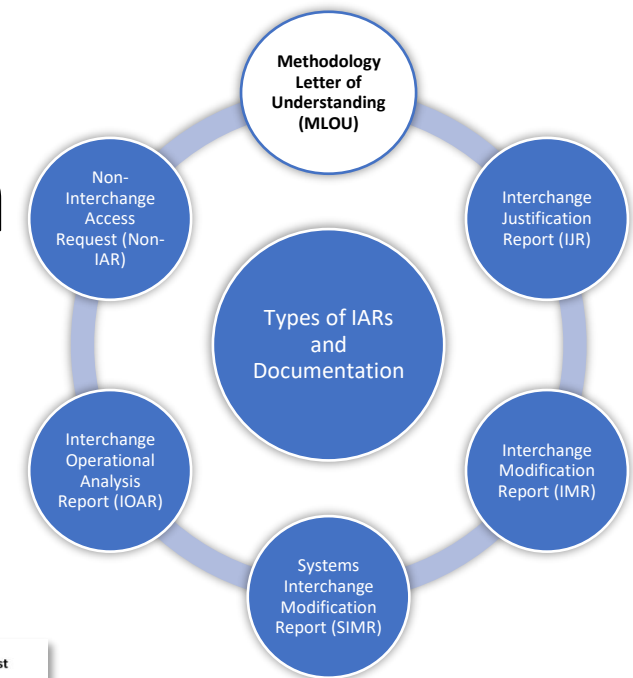 Methodology
Letter of
Understanding
(MLOU)
Non-
Interchange
Access
Request (Non-
IAR)
Interchange
Justification
Report (IJR)
Types of IARs
and
Documentation
Interchange
Operational
Analysis
Report (IOAR)
Interchange
Modification
Report (IMR)
Systems
Interchange
Modification
Report (SIMR)